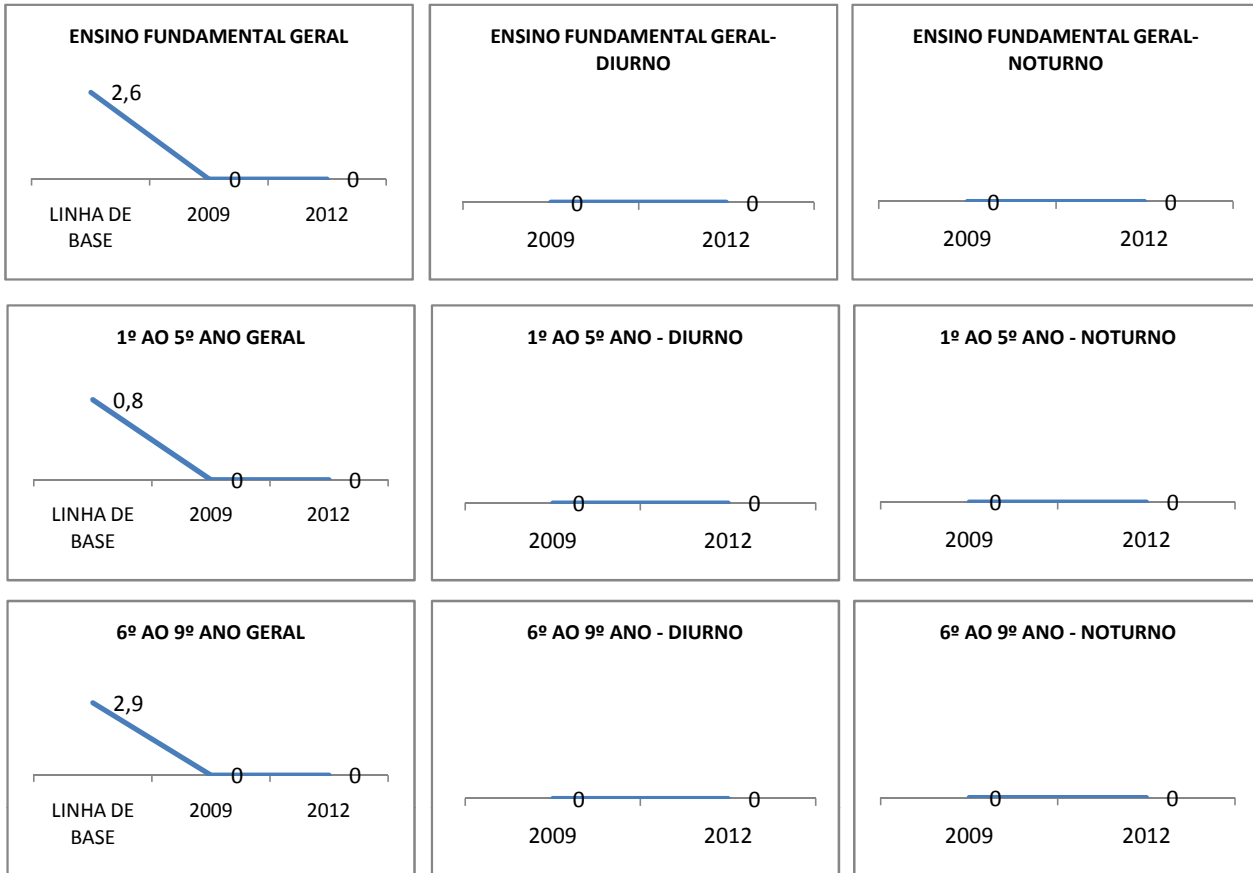 ENSINO FUNDAMENTAL GERAL
2,6
0
0
LINHA DE
BASE
2009
2012
ENSINO FUNDAMENTAL GERAL-
DIURNO
0
0
2009
2012
ENSINO FUNDAMENTAL GERAL-
NOTURNO
0
0
2009
2012
1º AO 5º ANO GERAL
0,8
0
0
LINHA DE
BASE
2009
2012
1º AO 5º ANO - DIURNO
0
0
2009
2012
1º AO 5º ANO - NOTURNO
0
0
2009
2012
6º AO 9º ANO GERAL
2,9
0
0
LINHA DE
BASE
2009
2012
6º AO 9º ANO - DIURNO
0
0
2009
2012
6º AO 9º ANO - NOTURNO
0
0
2009
2012